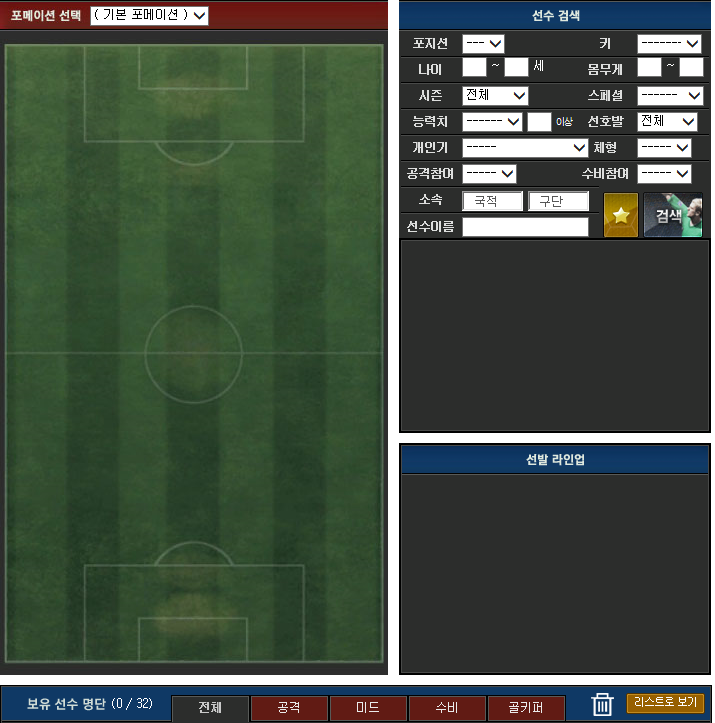 포메이션 선택 ( 기본 포메이션 )
선수 검색
포지션 --- 키 -------
나이 ~ 세 몸무게 ~
시즌 전체 스페셜 ------
능력치 ------ 이상 선호발 전체
개인기 ----- 체형 -----
공격참여 ----- 수비참여 -----
소속 국적 구단
검색
선수이름
선발 라인업
보유 선수 명단 (0 / 32) 전체 공격 미드 수비 골키퍼 리스트로 보기